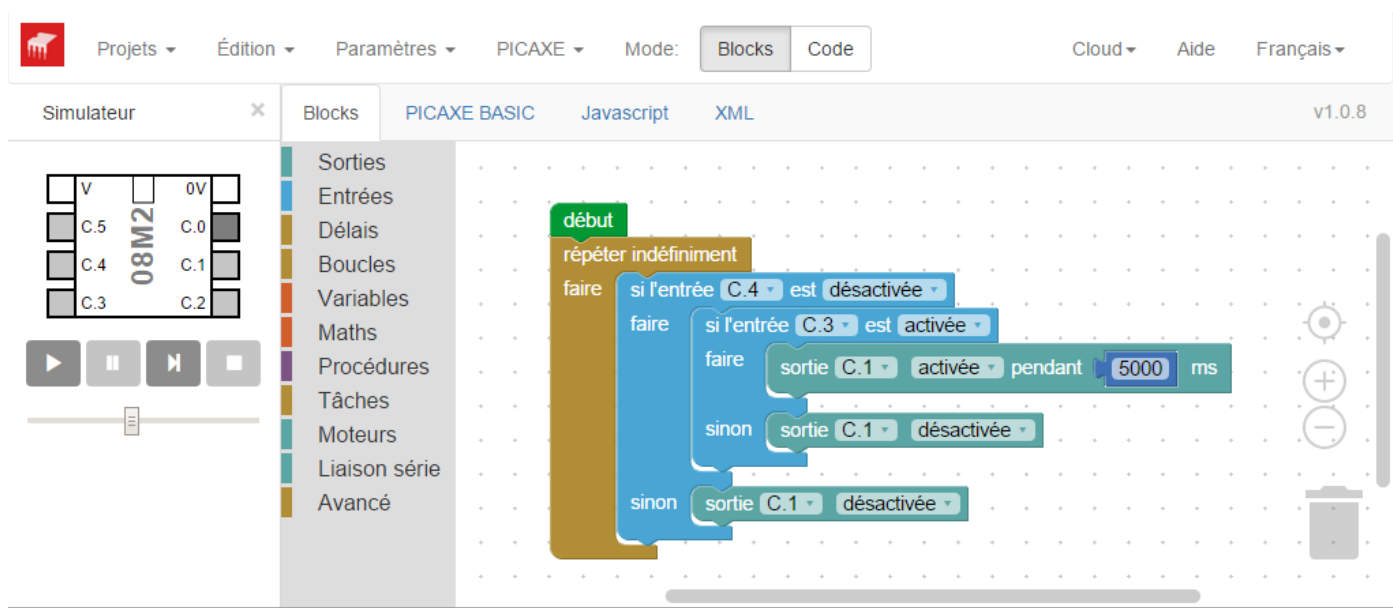 Projets Édition Paramètres PICAXE Mode: Blocks Code Cloud Aide Français
Simulateur × Blocks PICAXE BASIC Javascript XML v1.0.8
V 0V
C.5 C.0
C.4 C.1
C.3 C.2
08M2
Sorties
Entrées
Délais
Boucles
Variables
Maths
Procédures
Tâches
Moteurs
Liaison série
Avancé
début
répéter indéfiniment
faire si l'entrée C.4 est désactivée
faire si l'entrée C.3 est activée
faire sortie C.1 activée pendant 5000 ms
sinon sortie C.1 désactivée
sinon sortie C.1 désactivée